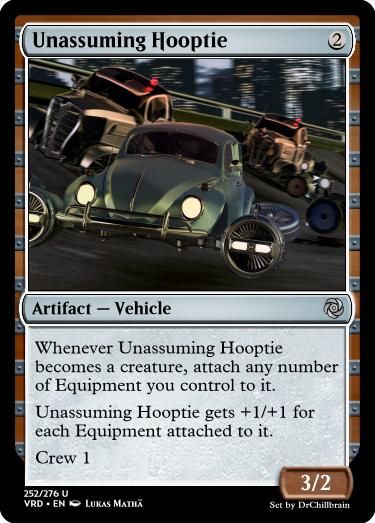 Unassuming Hooptie 2
Artifact — Vehicle
Whenever Unassuming Hooptie
becomes a creature, attach any number
of Equipment you control to it.
Unassuming Hooptie gets +1/+1 for
each Equipment attached to it.
Crew 1
3/2
252/276 U
VRD • EN Lukas Mathä
Set by DrChillbrain